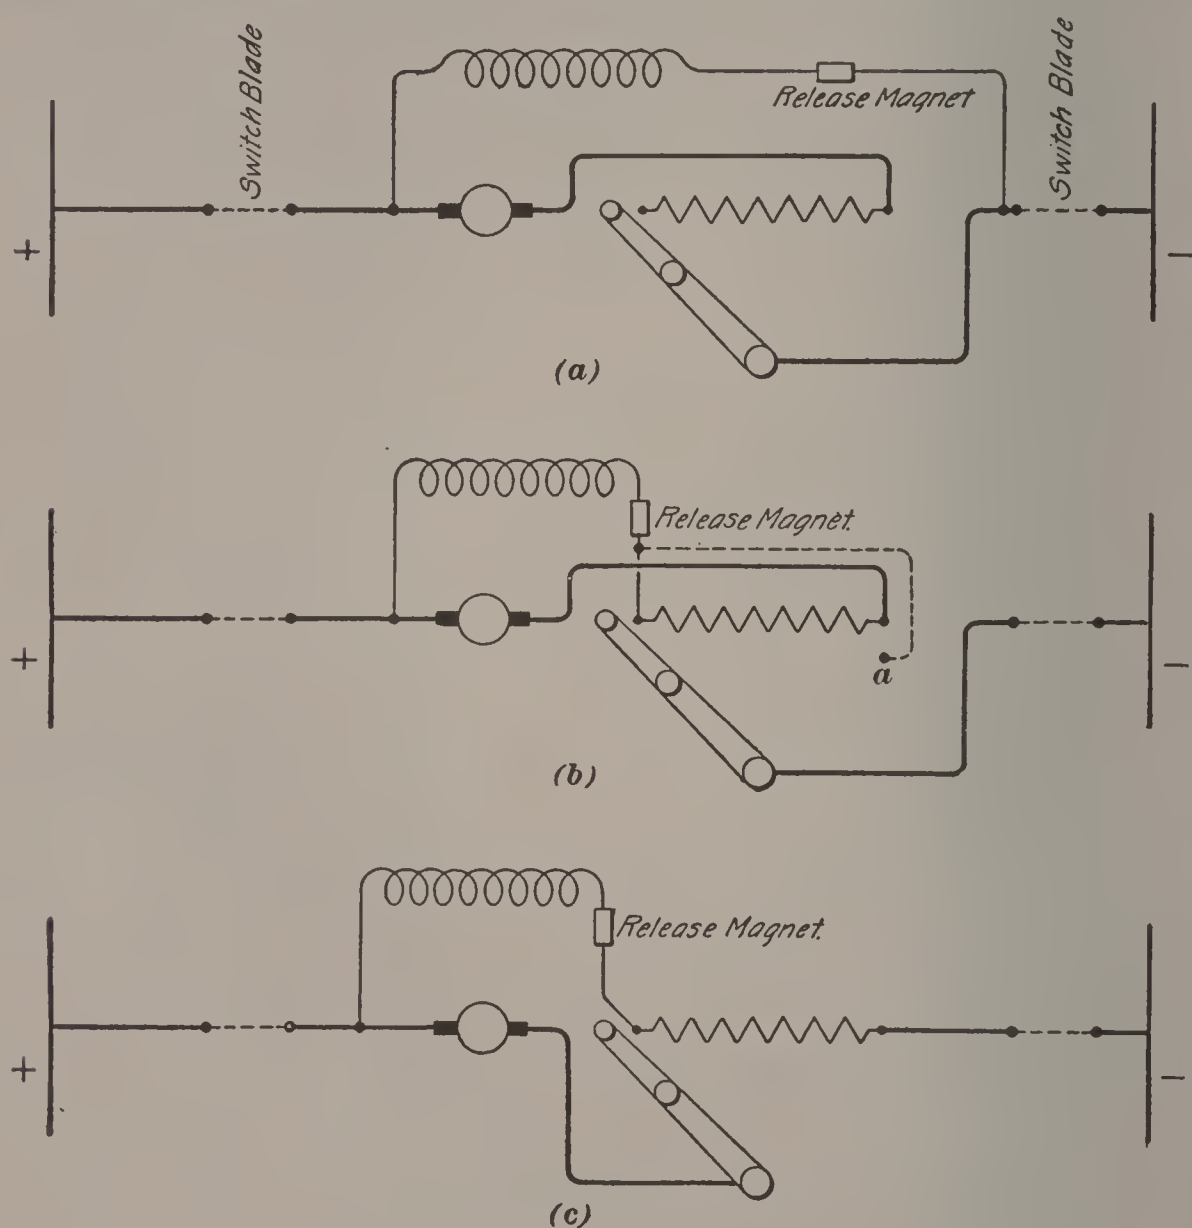 Switch Blade
Switch Blade
Release Magnet
+
−
(a)
Release Magnet.
+
−
a
(b)
Release Magnet.
+
−
(c)